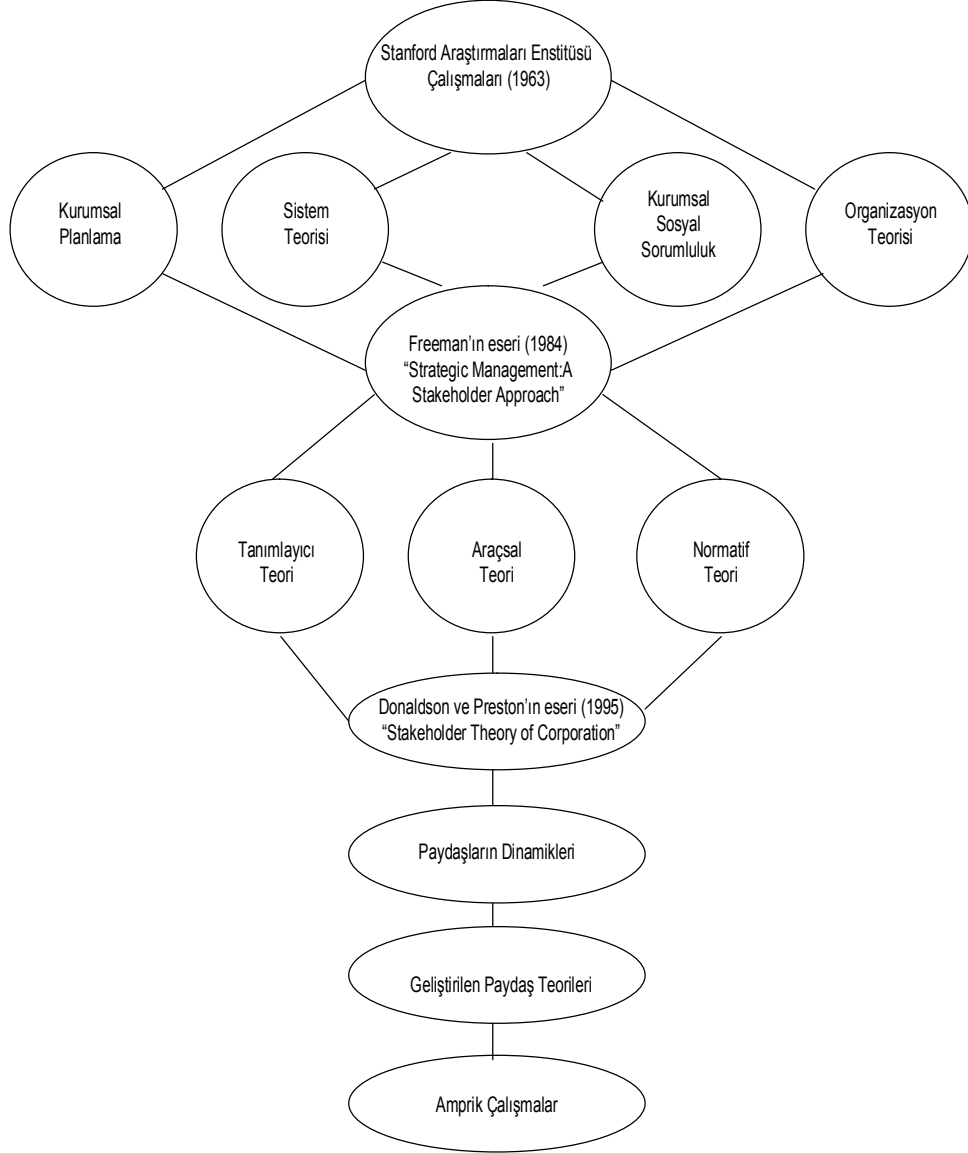 Stanford Araştırmaları Enstitüsü
Çalışmaları (1963)
Kurumsal
Planlama
Sistem
Teorisi
Kurumsal
Sosyal
Sorumluluk
Organizasyon
Teorisi
Freeman’ın eseri (1984)
“Strategic Management:A
Stakeholder Approach”
Tanımlayıcı
Teori
Araçsal
Teori
Normatif
Teori
Donaldson ve Preston’ın eseri (1995)
“Stakeholder Theory of Corporation”
Paydaşların Dinamikleri
Geliştirilen Paydaş Teorileri
Amprik Çalışmalar